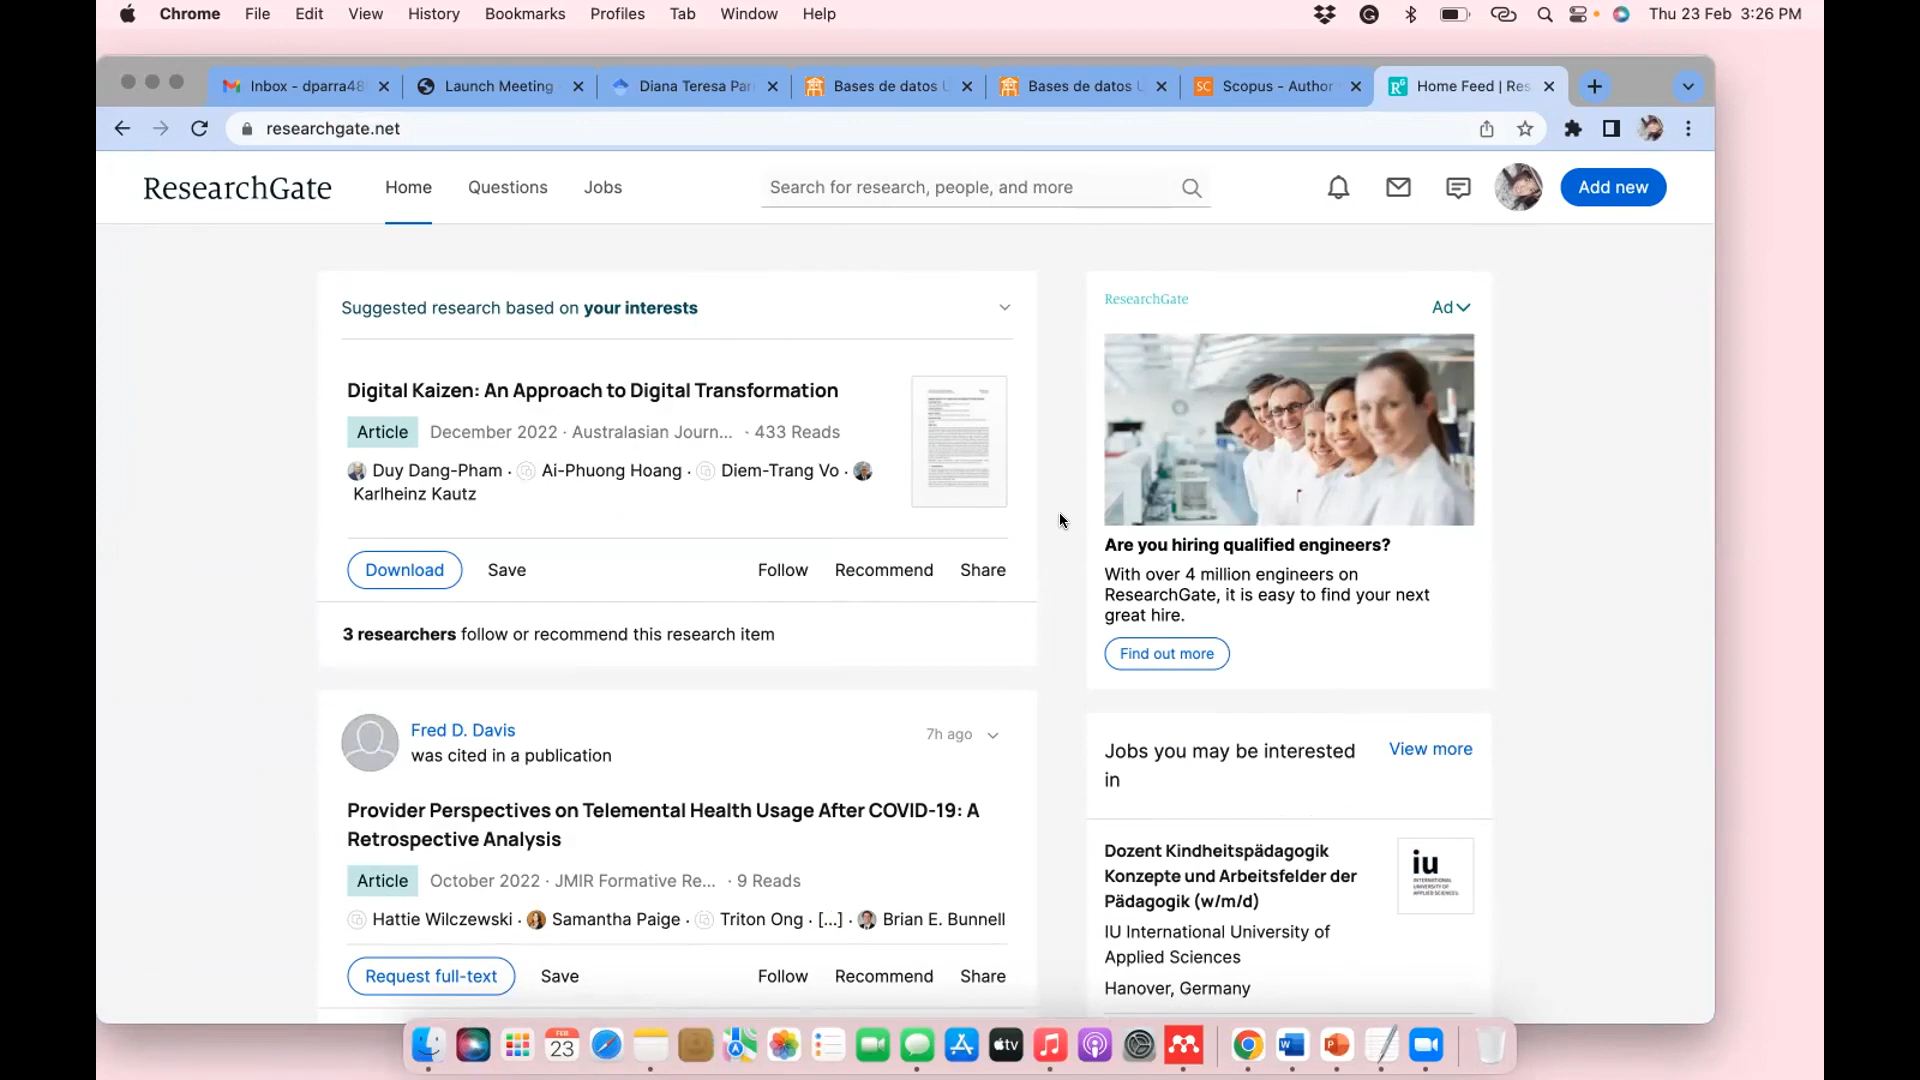 Chrome File Edit View History Bookmarks Profiles Tab Window Help Thu 23 Feb 3:26 PM
Inbox - dparra48 Launch Meeting Diana Teresa Par Bases de datos U Bases de datos U Scopus - Author Home Feed | Res
researchgate.net
ResearchGate Home Questions Jobs Search for research, people, and more Add new
Suggested research based on your interests
Digital Kaizen: An Approach to Digital Transformation
Article December 2022 · Australasian Journ... · 433 Reads
Duy Dang-Pham · Ai-Phuong Hoang · Diem-Trang Vo ·
Karlheinz Kautz
Download Save Follow Recommend Share
3 researchers follow or recommend this research item
Fred D. Davis 7h ago
was cited in a publication
Provider Perspectives on Telemental Health Usage After COVID-19: A
Retrospective Analysis
Article October 2022 · JMIR Formative Re... · 9 Reads
Hattie Wilczewski · Samantha Paige · Triton Ong · [...] · Brian E. Bunnell
Request full-text Save Follow Recommend Share
ResearchGate Ad
Are you hiring qualified engineers?
With over 4 million engineers on
ResearchGate, it is easy to find your next
great hire.
Find out more
Jobs you may be interested
in
View more
Dozent Kindheitspädagogik
Konzepte und Arbeitsfelder der
Pädagogik (w/m/d)
IU International University of
Applied Sciences
Hanover, Germany
iu
INTERNATIONAL
UNIVERSITY OF
APPLIED SCIENCES
FEB
23
tv